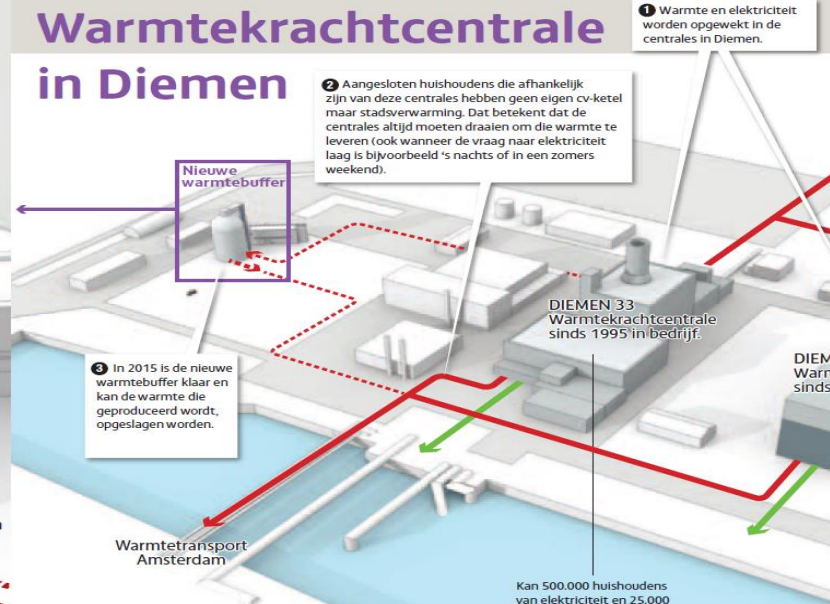 Warmtekrachtcentrale
in Diemen
1 Warmte en elektriciteit
worden opgewekt in de
centrales in Diemen.
2 Aangesloten huishoudens die afhankelijk
zijn van deze centrales hebben geen eigen cv-ketel
maar stadsverwarming. Dat betekent dat de
centrales altijd moeten draaien om die warmte te
leveren (ook wanneer de vraag naar elektriciteit
laag is bijvoorbeeld 's nachts of in een zomers
weekend).
Nieuwe
warmtebuffer
DIEMEN 33
Warmtekrachtcentrale
sinds 1995 in bedrijf.
DIEM
Warn
sinds
3 In 2015 is de nieuwe
warmtebuffer klaar en
kan de warmte die
geproduceerd wordt,
opgeslagen worden.
Warmtetransport
Amsterdam
Kan 500.000 huishoudens
van elektriciteit en 25.000